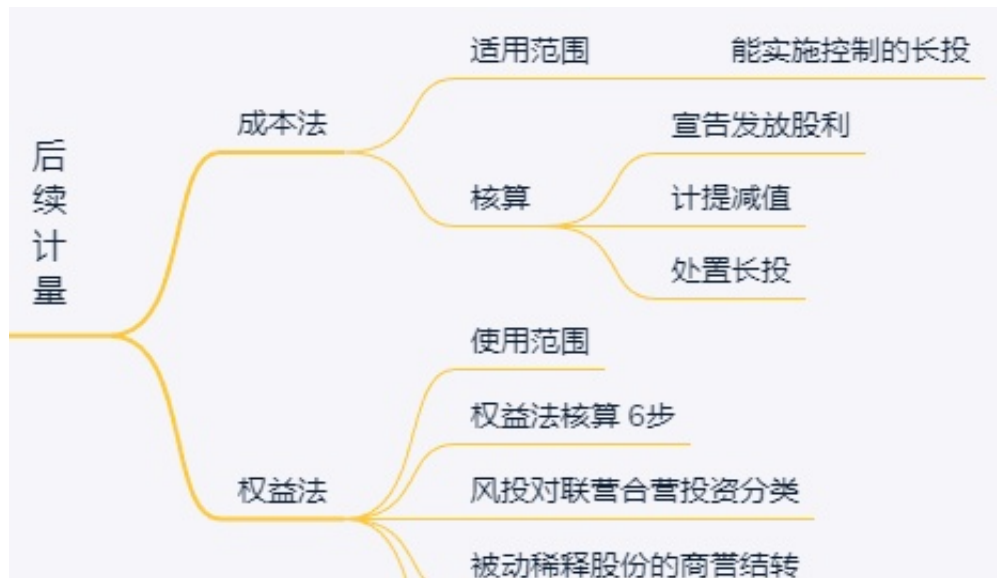 后续计量
成本法
适用范围
能实施控制的长投
核算
宣告发放股利
计提减值
处置长投
权益法
使用范围
权益法核算 6步
风投对联营合营投资分类
被动稀释股份的商誉结转